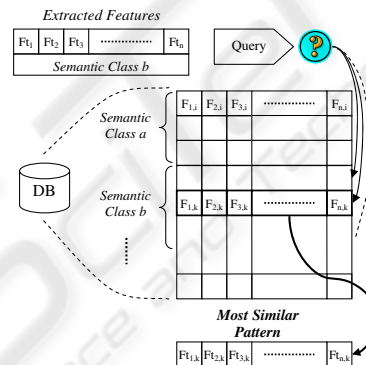 Extracted Features
Ft1 Ft2 Ft3 ................ Ftn
Semantic Class b
Query ?
Semantic
Class a
F1,i F2,i F3,i ................ Fn,i
DB
Semantic
Class b
F1,k F2,k F3,k ................ Fn,k
Most Similar
Pattern
Ft1,k Ft2,k Ft3,k ................ Ftn,k